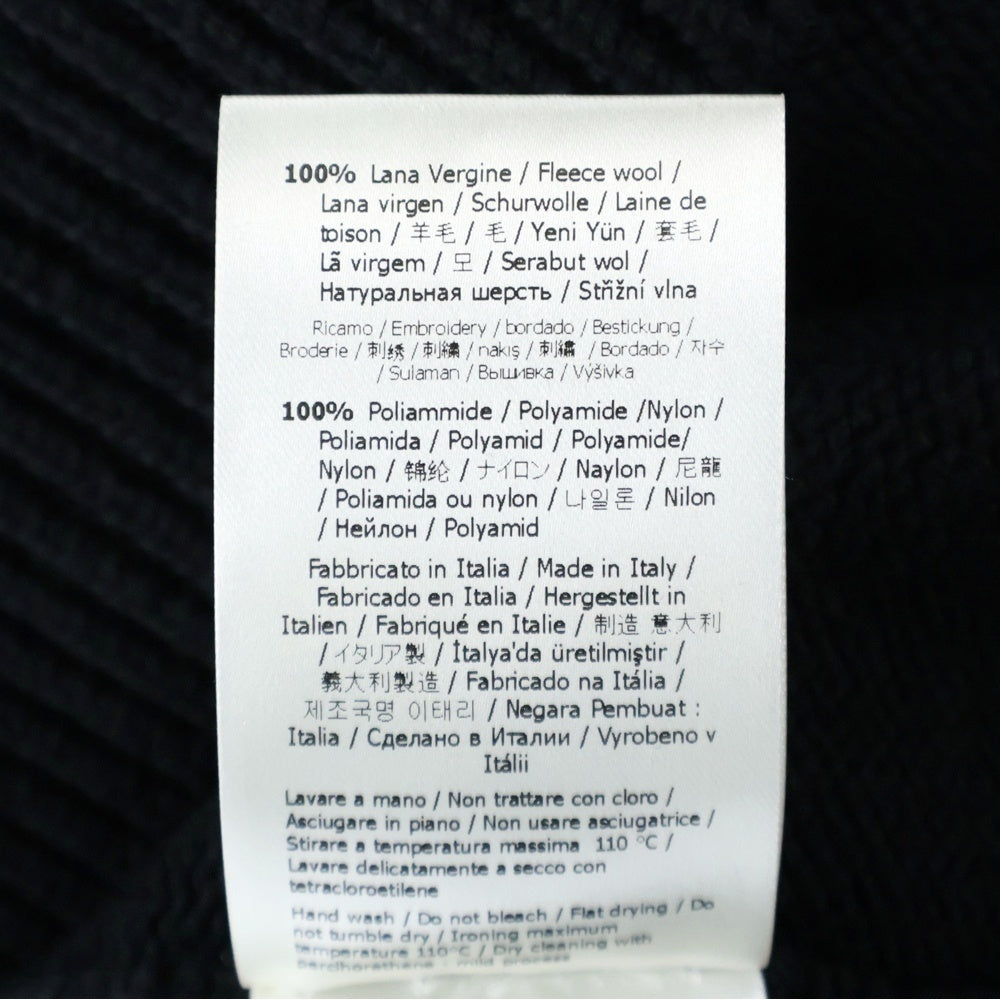 100% Lana Vergine / Fleece wool /
Lana virgen / Schurwolle / Laine de
toison / 羊毛 / 毛 / Yeni Yün / 套毛 /
Lã virgem / 모 / Serabut wol /
Натуральная шерсть / Střžní vlna
Ricamo / Embroidery / bordado / Bestickung /
Broderie / 刺绣 / 刺繍 / nakış / 刺繡 / Bordado / 자수
/ Sulaman / Вышивка / Výšivka
100% Poliammide / Polyamide /Nylon /
Poliamida / Polyamid / Polyamide/
Nylon / 锦纶 / ナイロン / Naylon / 尼龍
/ Poliamida ou nylon / 나일론 / Nilon
/ Нейлон / Polyamid
Fabbricato in Italia / Made in Italy /
Fabricado en Italia / Hergestellt in
Italien / Fabriqué en Italie / 制造 意大利
/ イタリア製 / İtalya'da üretilmiştir /
義大利製造 / Fabricado na Itália /
제조국명 이태리 / Negara Pembuat :
Italia / Сделано в Италии / Vyrobeno v
Itálii
Lavare a mano / Non trattare con cloro /
Asciugare in piano / Non usare asciugatrice /
Stirare a temperatura massima 110 °C /
Lavare delicatamente a secco con
tetracloroetilene
Hand wash / Do not bleach / Flat drying / Do
not tumble dry / Ironing maximum
temperature 110°C / Dry cleaning with
- mild process